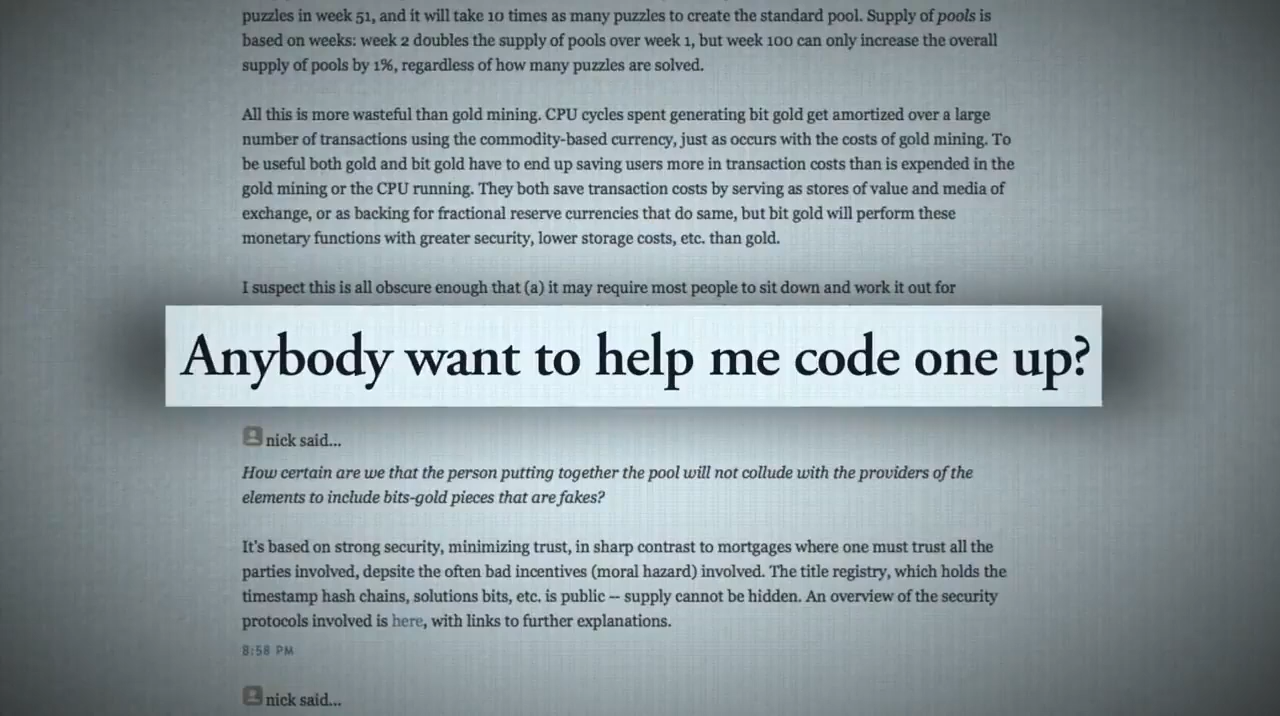 puzzles in week 51, and it will take 10 times as many puzzles to create the standard pool. Supply of pools is
based on weeks: week 2 doubles the supply of pools over week 1, but week 100 can only increase the overall
supply of pools by 1%, regardless of how many puzzles are solved.
All this is more wasteful than gold mining. CPU cycles spent generating bit gold get amortized over a large
number of transactions using the commodity-based currency, just as occurs with the costs of gold mining. To
be useful both gold and bit gold have to end up saving users more in transaction costs than is expended in the
gold mining or the CPU running. They both save transaction costs by serving as stores of value and media of
exchange, or as backing for fractional reserve currencies that do same, but bit gold will perform these
monetary functions with greater security, lower storage costs, etc. than gold.
I suspect this is all obscure enough that (a) it may require most people to sit down and work it out for
Anybody want to help me code one up?
nick said...
How certain are we that the person putting together the pool will not collude with the providers of the
elements to include bits-gold pieces that are fakes?
It's based on strong security, minimizing trust, in sharp contrast to mortgages where one must trust all the
parties involved, depsite the often bad incentives (moral hazard) involved. The title registry, which holds the
timestamp hash chains, solutions bits, etc. is public -- supply cannot be hidden. An overview of the security
protocols involved is here, with links to further explanations.
8:58 PM
nick said...